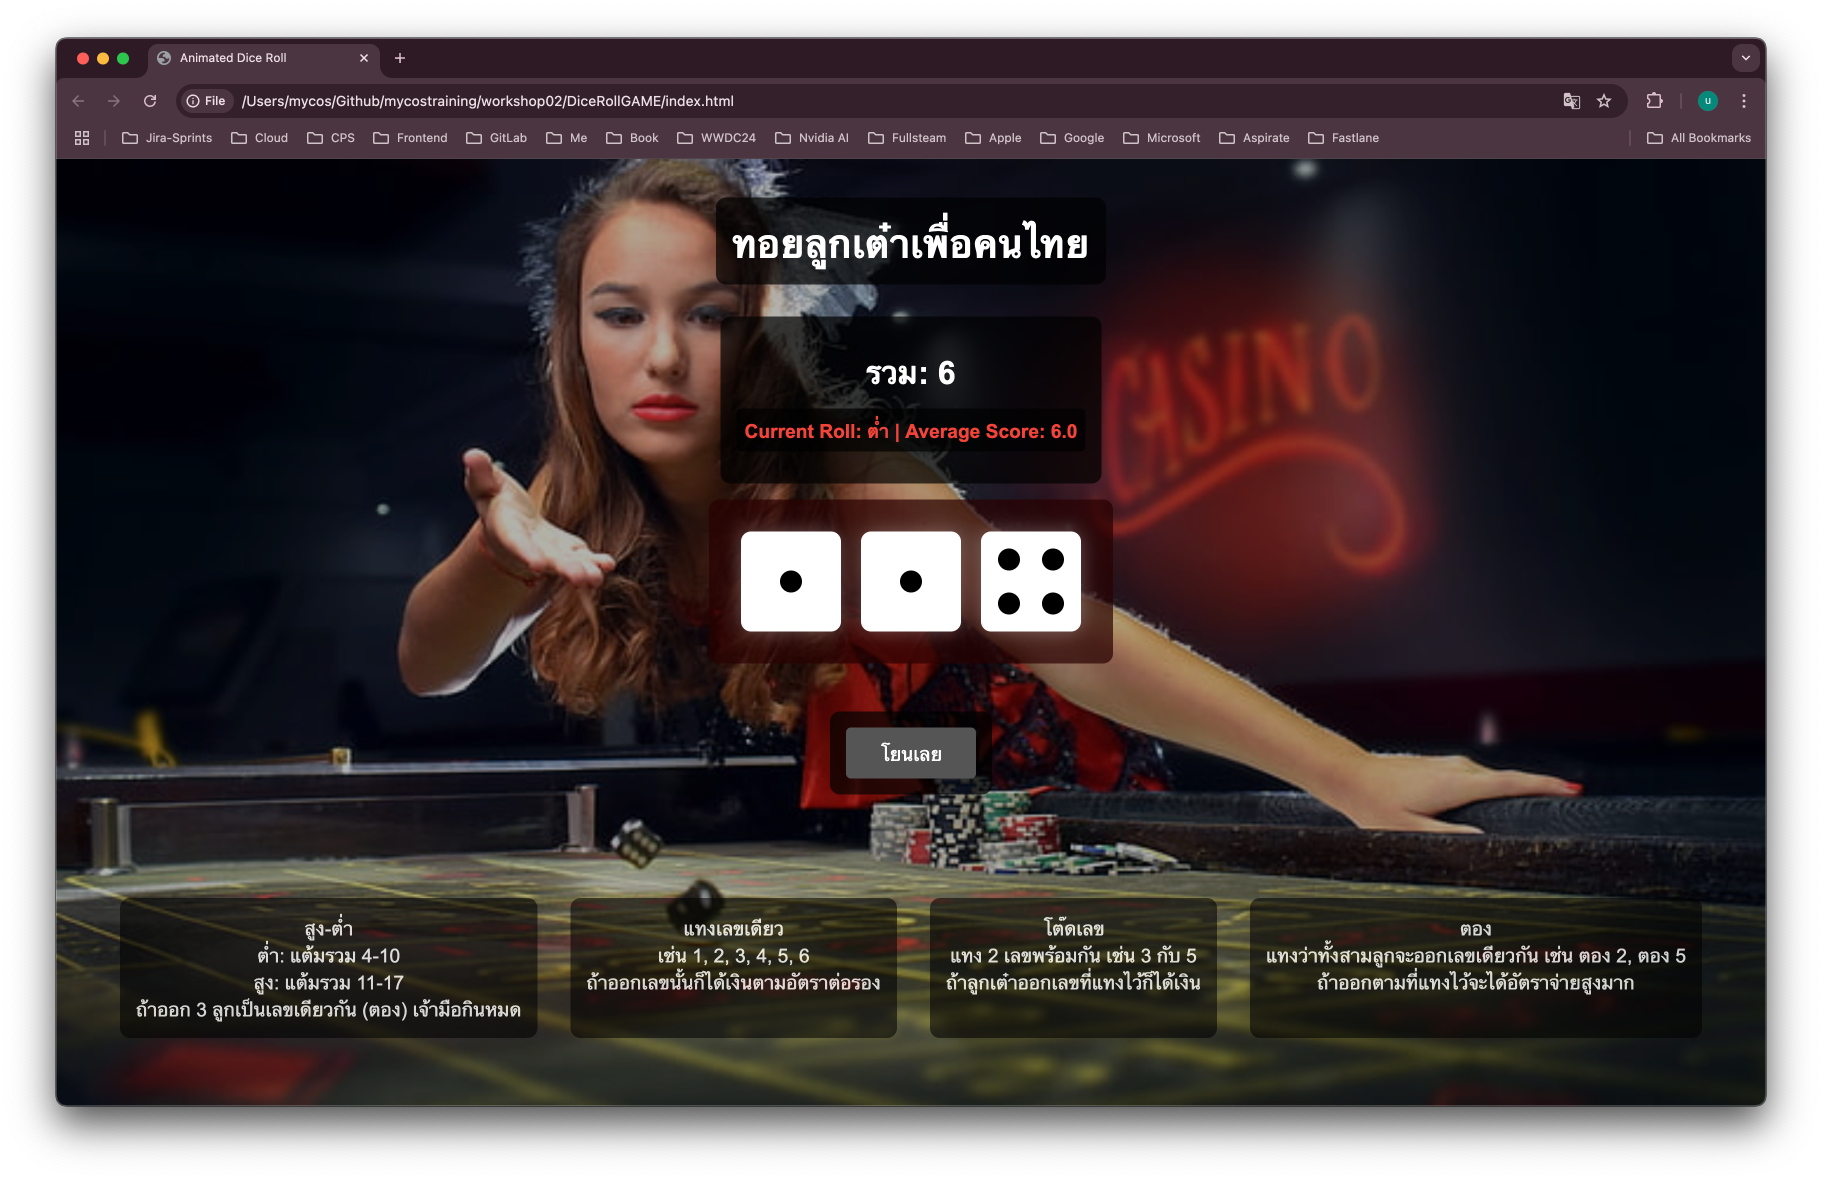 Animated Dice Roll
File /Users/mycos/Github/mycostraining/workshop02/DiceRollGAME/index.html
u
Jira-Sprints Cloud CPS Frontend GitLab Me Book WWDC24 Nvidia AI Fullsteam Apple Google Microsoft Aspirate Fastlane All Bookmarks
ทอยลูกเต๋าเพื่อคนไทย
รวม: 6
Current Roll: ต่ำ | Average Score: 6.0
CASINO
โยนเลย
สูง-ต่ำ
ต่ำ: แต้มรวม 4-10
สูง: แต้มรวม 11-17
ถ้าออก 3 ลูกเป็นเลขเดียวกัน (ตอง) เจ้ามือกินหมด
แทงเลขเดียว
เช่น 1, 2, 3, 4, 5, 6
ถ้าออกเลขนั้นก็ได้เงินตามอัตราต่อรอง
โต๊ดเลข
แทง 2 เลขพร้อมกัน เช่น 3 กับ 5
ถ้าลูกเต๋าออกเลขที่แทงไว้ก็ได้เงิน
ตอง
แทงว่าทั้งสามลูกจะออกเลขเดียวกัน เช่น ตอง 2, ตอง 5
ถ้าออกตามที่แทงไว้จะได้อัตราจ่ายสูงมาก